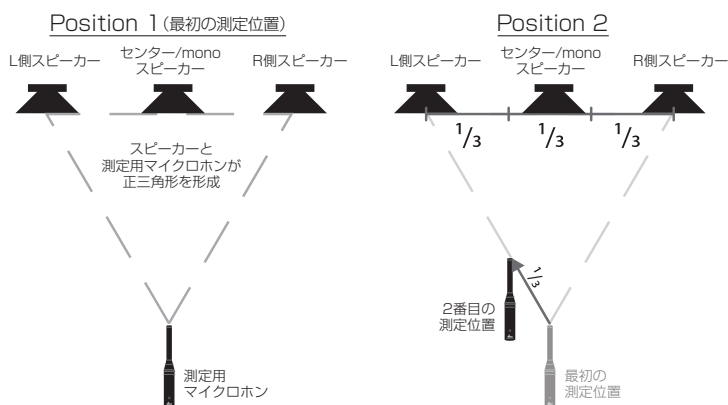 Position 1(最初の測定位置)
L側スピーカー
センター/mono
スピーカー
R側スピーカー
スピーカーと
測定用マイクロホンが
正三角形を形成
測定用
マイクロホン
Position 2
L側スピーカー
センター/mono
スピーカー
R側スピーカー
1/3
1/3
1/3
1/3
2番目の
測定位置
最初の
測定位置